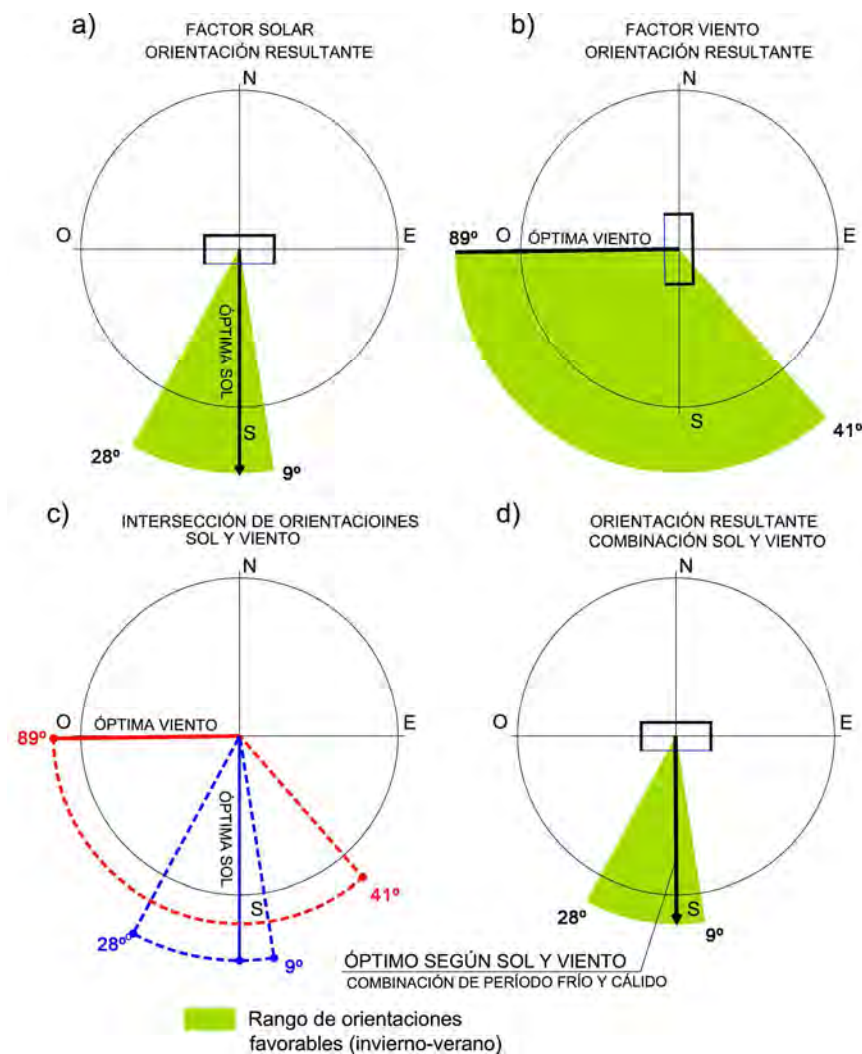 a)
FACTOR SOLAR
ORIENTACIÓN RESULTANTE
N
O
E
ÓPTIMA SOL
S
28º
9º
b)
FACTOR VIENTO
ORIENTACIÓN RESULTANTE
N
89º
O
ÓPTIMA VIENTO
E
S
41º
c)
INTERSECCIÓN DE ORIENTACIOINES
SOL Y VIENTO
N
O
ÓPTIMA VIENTO
E
89º
ÓPTIMA SOL
41º
S
28º
9º
d)
ORIENTACIÓN RESULTANTE
COMBINACIÓN SOL Y VIENTO
N
O
E
S
28º
9º
ÓPTIMO SEGÚN SOL Y VIENTO
COMBINACIÓN DE PERÍODO FRÍO Y CÁLIDO
Rango de orientaciones
favorables (invierno-verano)